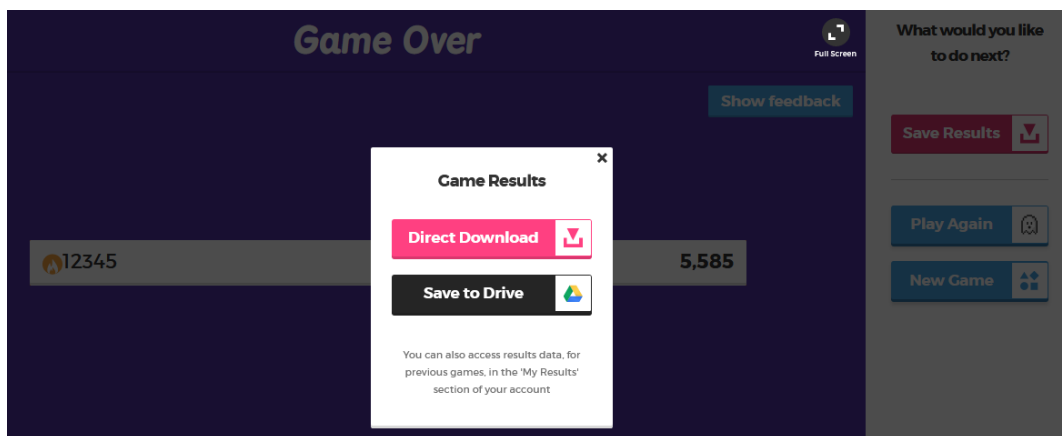 Game Over
Full Screen
What would you like
to do next?
Show feedback
Save Results
Game Results
Direct Download
Play Again
12345
5,585
New Game
Save to Drive
You can also access results data, for
previous games, in the 'My Results'
section of your account